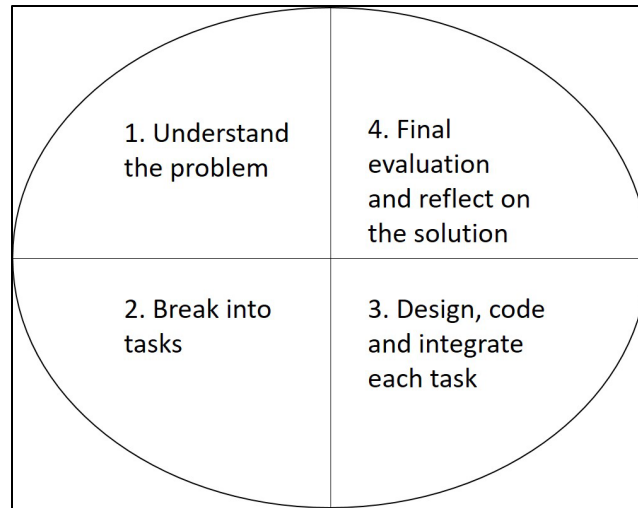 1. Understand
the problem
4. Final
evaluation
and reflect on
the solution
2. Break into
tasks
3. Design, code
and integrate
each task